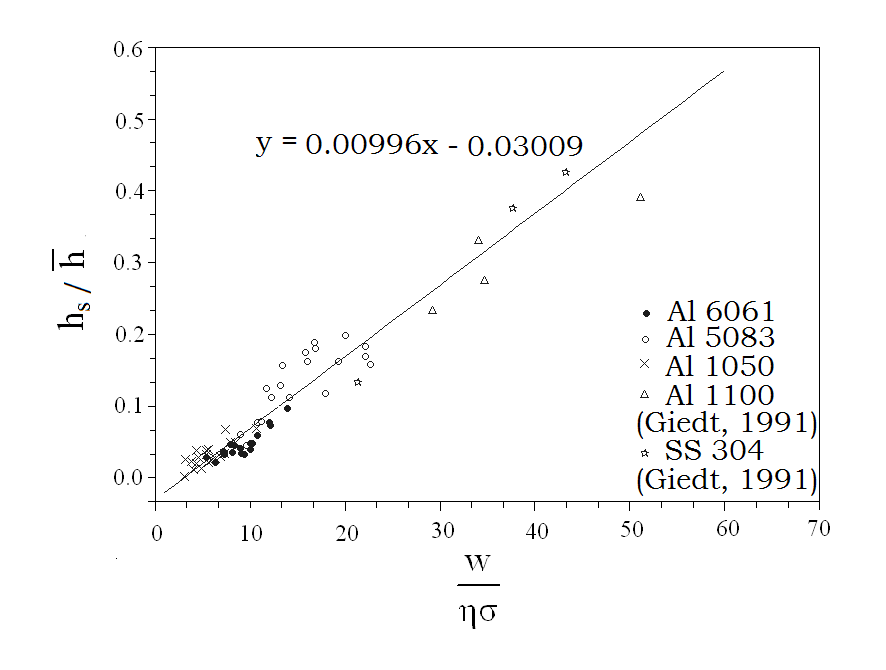 0.6
0.5
0.4
0.3
0.2
0.1
0.0
y = 0.00996x - 0.03009
hs / h̅
Al 6061
Al 5083
Al 1050
Al 1100
(Giedt, 1991)
SS 304
(Giedt, 1991)
0 10 20 30 40 50 60 70
w
ησ